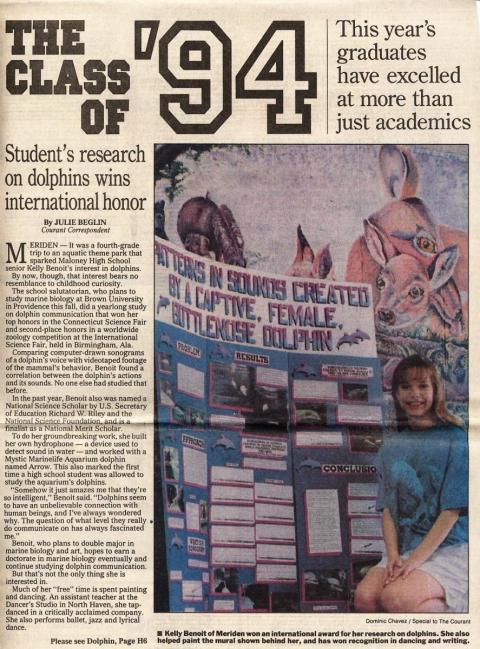 THE
CLASS
OF
'94
This year's
graduates
have excelled
at more than
just academics
Student's research
on dolphins wins
international honor
By JULIE BEGLIN
Courant Correspondent
MERIDEN — It was a fourth-grade
trip to an aquatic theme park that
sparked Maloney High School
senior Kelly Benoit's interest in dolphins.
By now, though, that interest bears no
resemblance to childhood curiosity.
The school salutatorian, who plans to
study marine biology at Brown University
in Providence this fall, did a yearlong study
on dolphin communication that won her
top honors in the Connecticut Science Fair
and second-place honors in a worldwide
zoology competition at the International
Science Fair, held in Birmingham, Ala.
Comparing computer-drawn sonograms
of a dolphin's voice with videotaped footage
of the mammal's behavior, Benoit found a
correlation between the dolphin's actions
and its sounds. No one else had studied that
before.
In the past year, Benoit also was named a
National Science Scholar by U.S. Secretary
of Education Richard W. Riley and the
National Science Foundation, and is a
finalist as a National Merit Scholar.
To do her groundbreaking work, she built
her own hydrophone — a device used to
detect sound in water — and worked with a
Mystic Marinelife Aquarium dolphin
named Arrow. This also marked the first
time a high school student was allowed to
study the aquarium's dolphins.
"Somehow it just amazes me that they're
so intelligent," Benoit said. "Dolphins seem
to have an unbelievable connection with
human beings, and I've always wondered
why. The question of what level they really
do communicate on has always fascinated
me."
Benoit, who plans to double major in
marine biology and art, hopes to earn a
doctorate in marine biology eventually and
continue studying dolphin communication.
But that's not the only thing she is
interested in.
Much of her "free" time is spent painting
and dancing. An assistant teacher at the
Dancer's Studio in North Haven, she tap-
danced in a critically acclaimed company.
She also performs ballet, jazz and lyrical
dance.
Please see Dolphin, Page H6
PATTERNS IN SOUNDS CREATED
BY A CAPTIVE, FEMALE,
BOTTLENOSE DOLPHIN
PROBLEM
RESULTS
APPROACH
CONCLUSIO
Dominic Chavez / Special to The Courant
■ Kelly Benoit of Meriden won an international award for her research on dolphins. She also
helped paint the mural shown behind her, and has won recognition in dancing and writing.